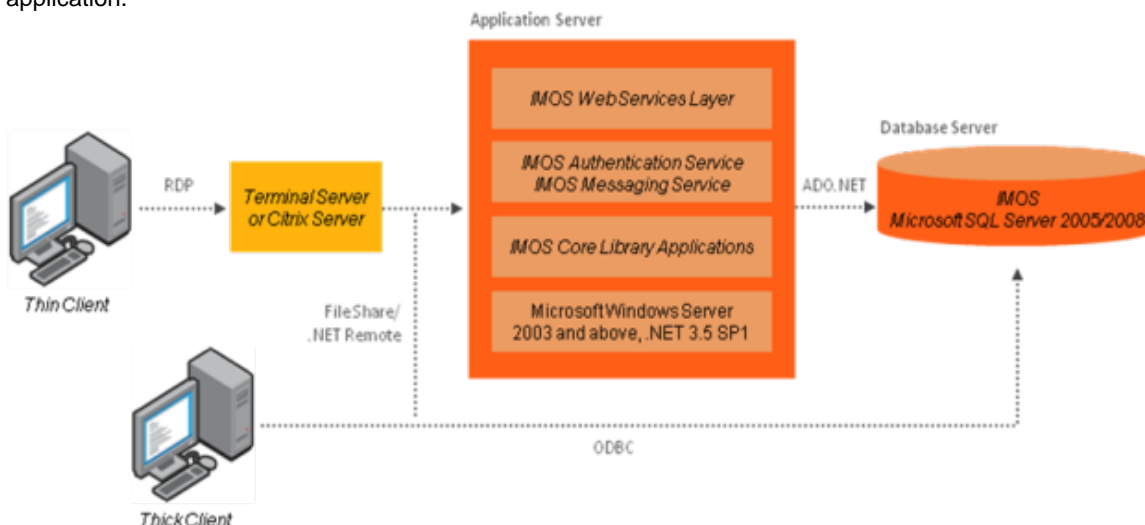 application.
Application Server
IMOS WebServices Layer
IMOS Authentication Service
IMOS Messaging Service
IMOS Core Library Applications
Microsoft Windows Server
2003 and above, .NET 3.5 SP1
Database Server
IMOS
Microsoft SQL Server 2005/2008
ADO.NET
RDP
Terminal Server
or Citrix Server
Thin Client
FileShare/
.NET Remote
ODBC
Thick Client